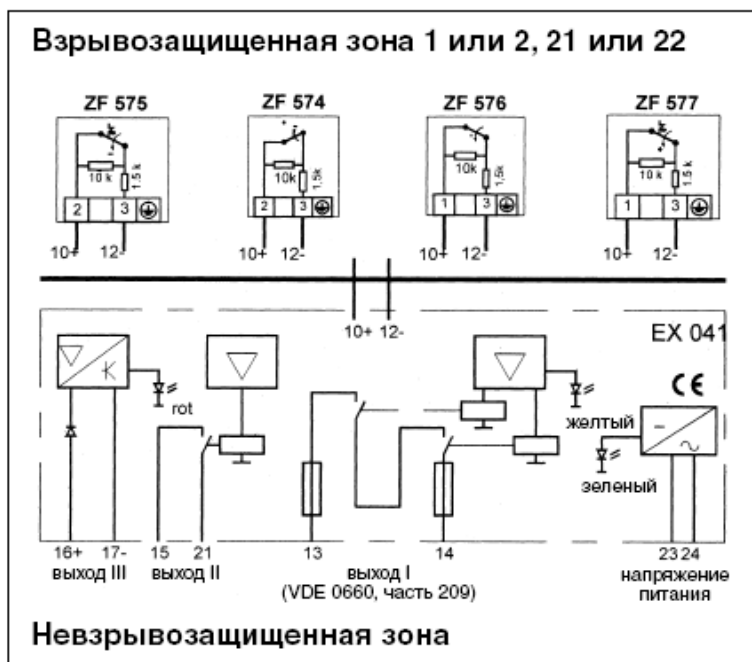 Взрывозащищенная зона 1 или 2, 21 или 22
ZF 575 ZF 574 ZF 576 ZF 577
10 k 1,5 k 10k 1,5k 10 k 1,5k 10 k 1,5k
2 3 2 3 1 3 1 3
10+ 12- 10+ 12- 10+ 12- 10+ 12-
10+ 12-
EX 041
CE
rot
желтый
зеленый
16+ 17- 15 21 13 14 23 24
выход III выход II выход I напряжение
(VDE 0660, часть 209) питания
Невзрывозащищенная зона